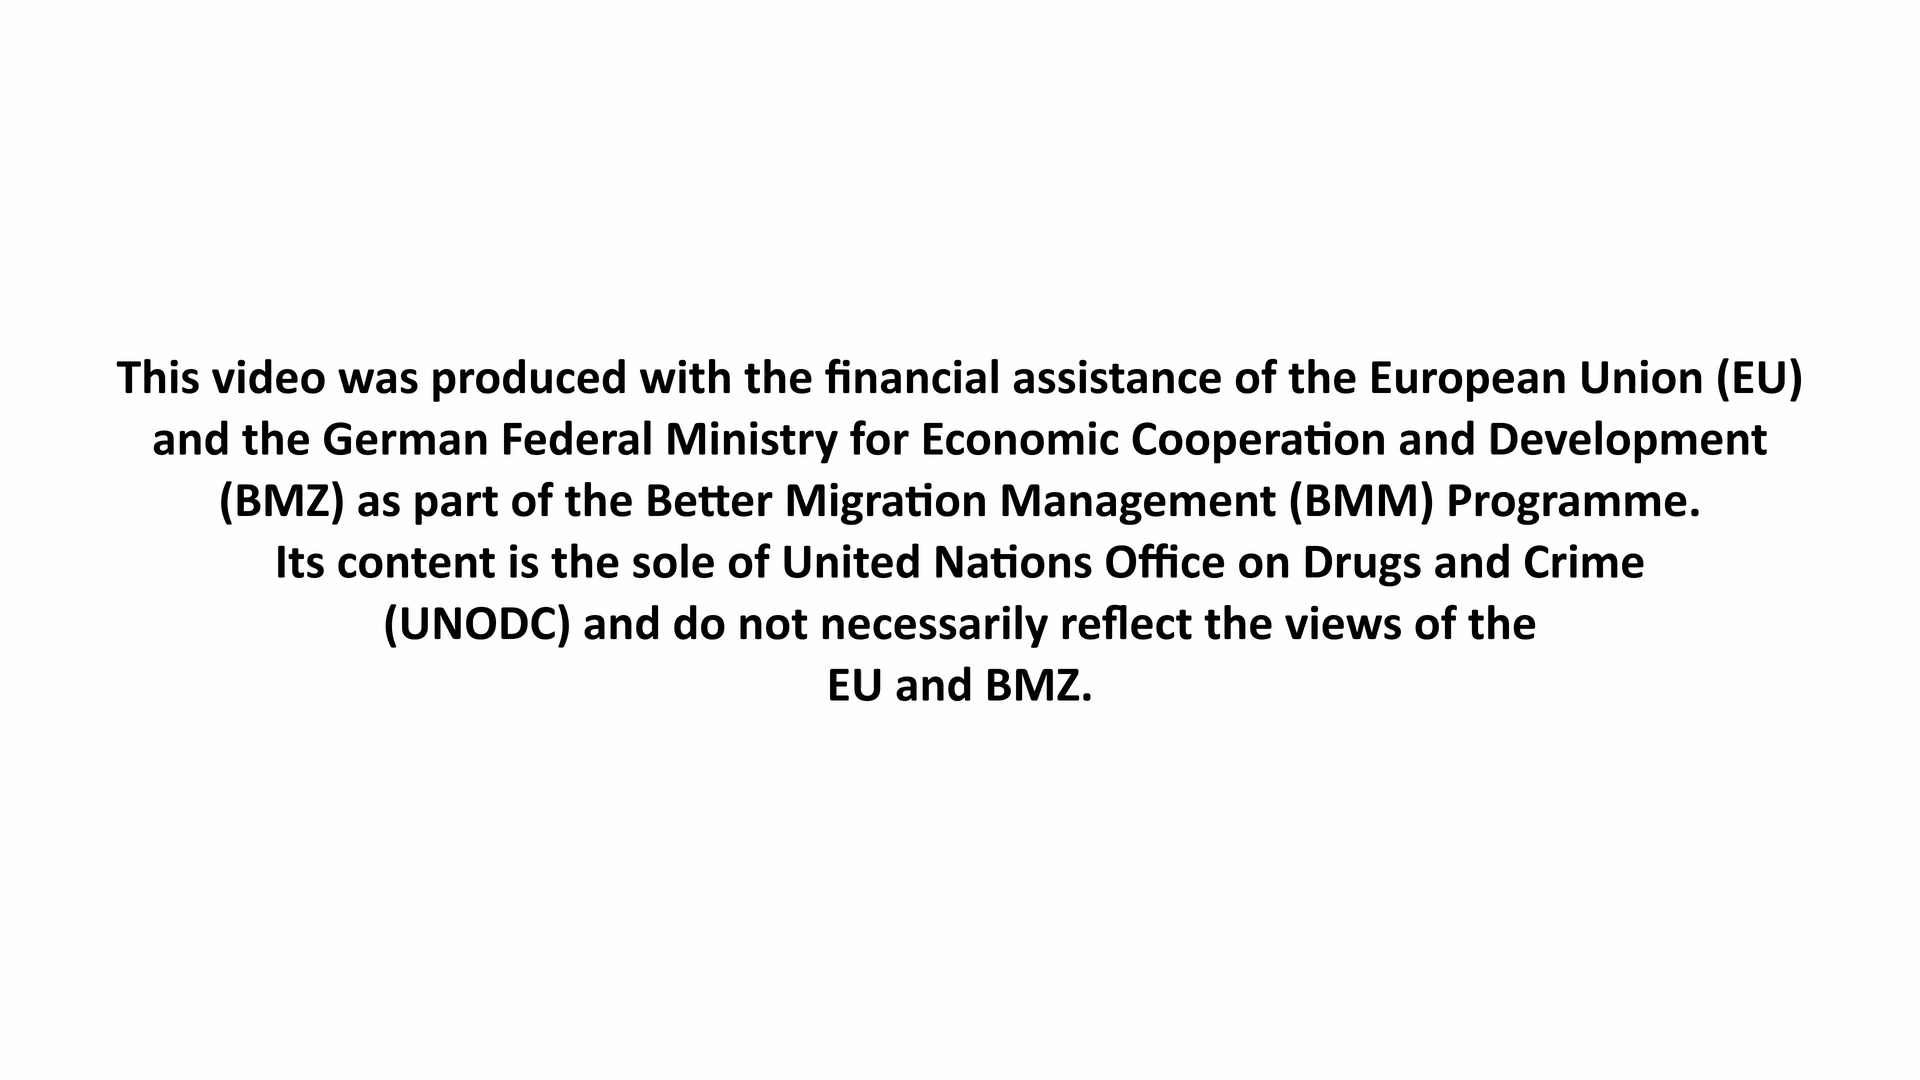 This video was produced with the financial assistance of the European Union (EU)
and the German Federal Ministry for Economic Cooperation and Development
(BMZ) as part of the Better Migration Management (BMM) Programme.
Its content is the sole of United Nations Office on Drugs and Crime
(UNODC) and do not necessarily reflect the views of the
EU and BMZ.